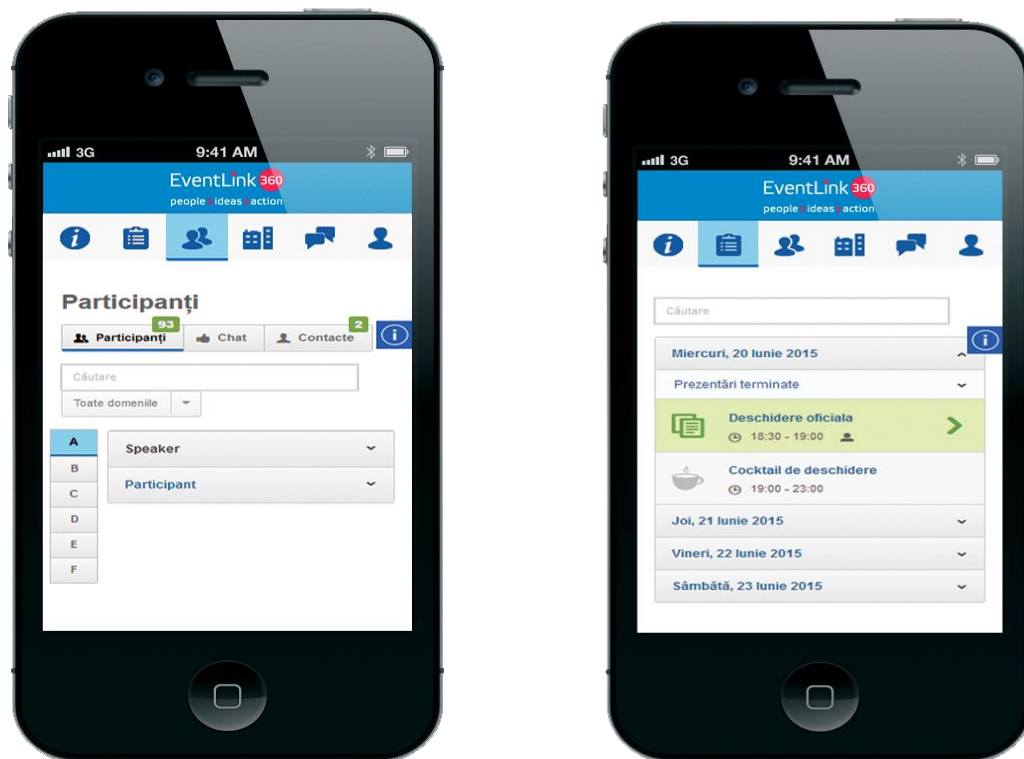 3G 9:41 AM
EventLink 360
people ideas action
Participanți
93
2
Participanți Chat Contacte
Căutare
Toate domeniile
A
B
C
D
E
F
Speaker
Participant
3G 9:41 AM
EventLink 360
people ideas action
Căutare
Miercuri, 20 Iunie 2015
Prezentări terminate
Deschidere oficiala
18:30 - 19:00
Cocktail de deschidere
19:00 - 23:00
Joi, 21 Iunie 2015
Vineri, 22 Iunie 2015
Sâmbătă, 23 Iunie 2015